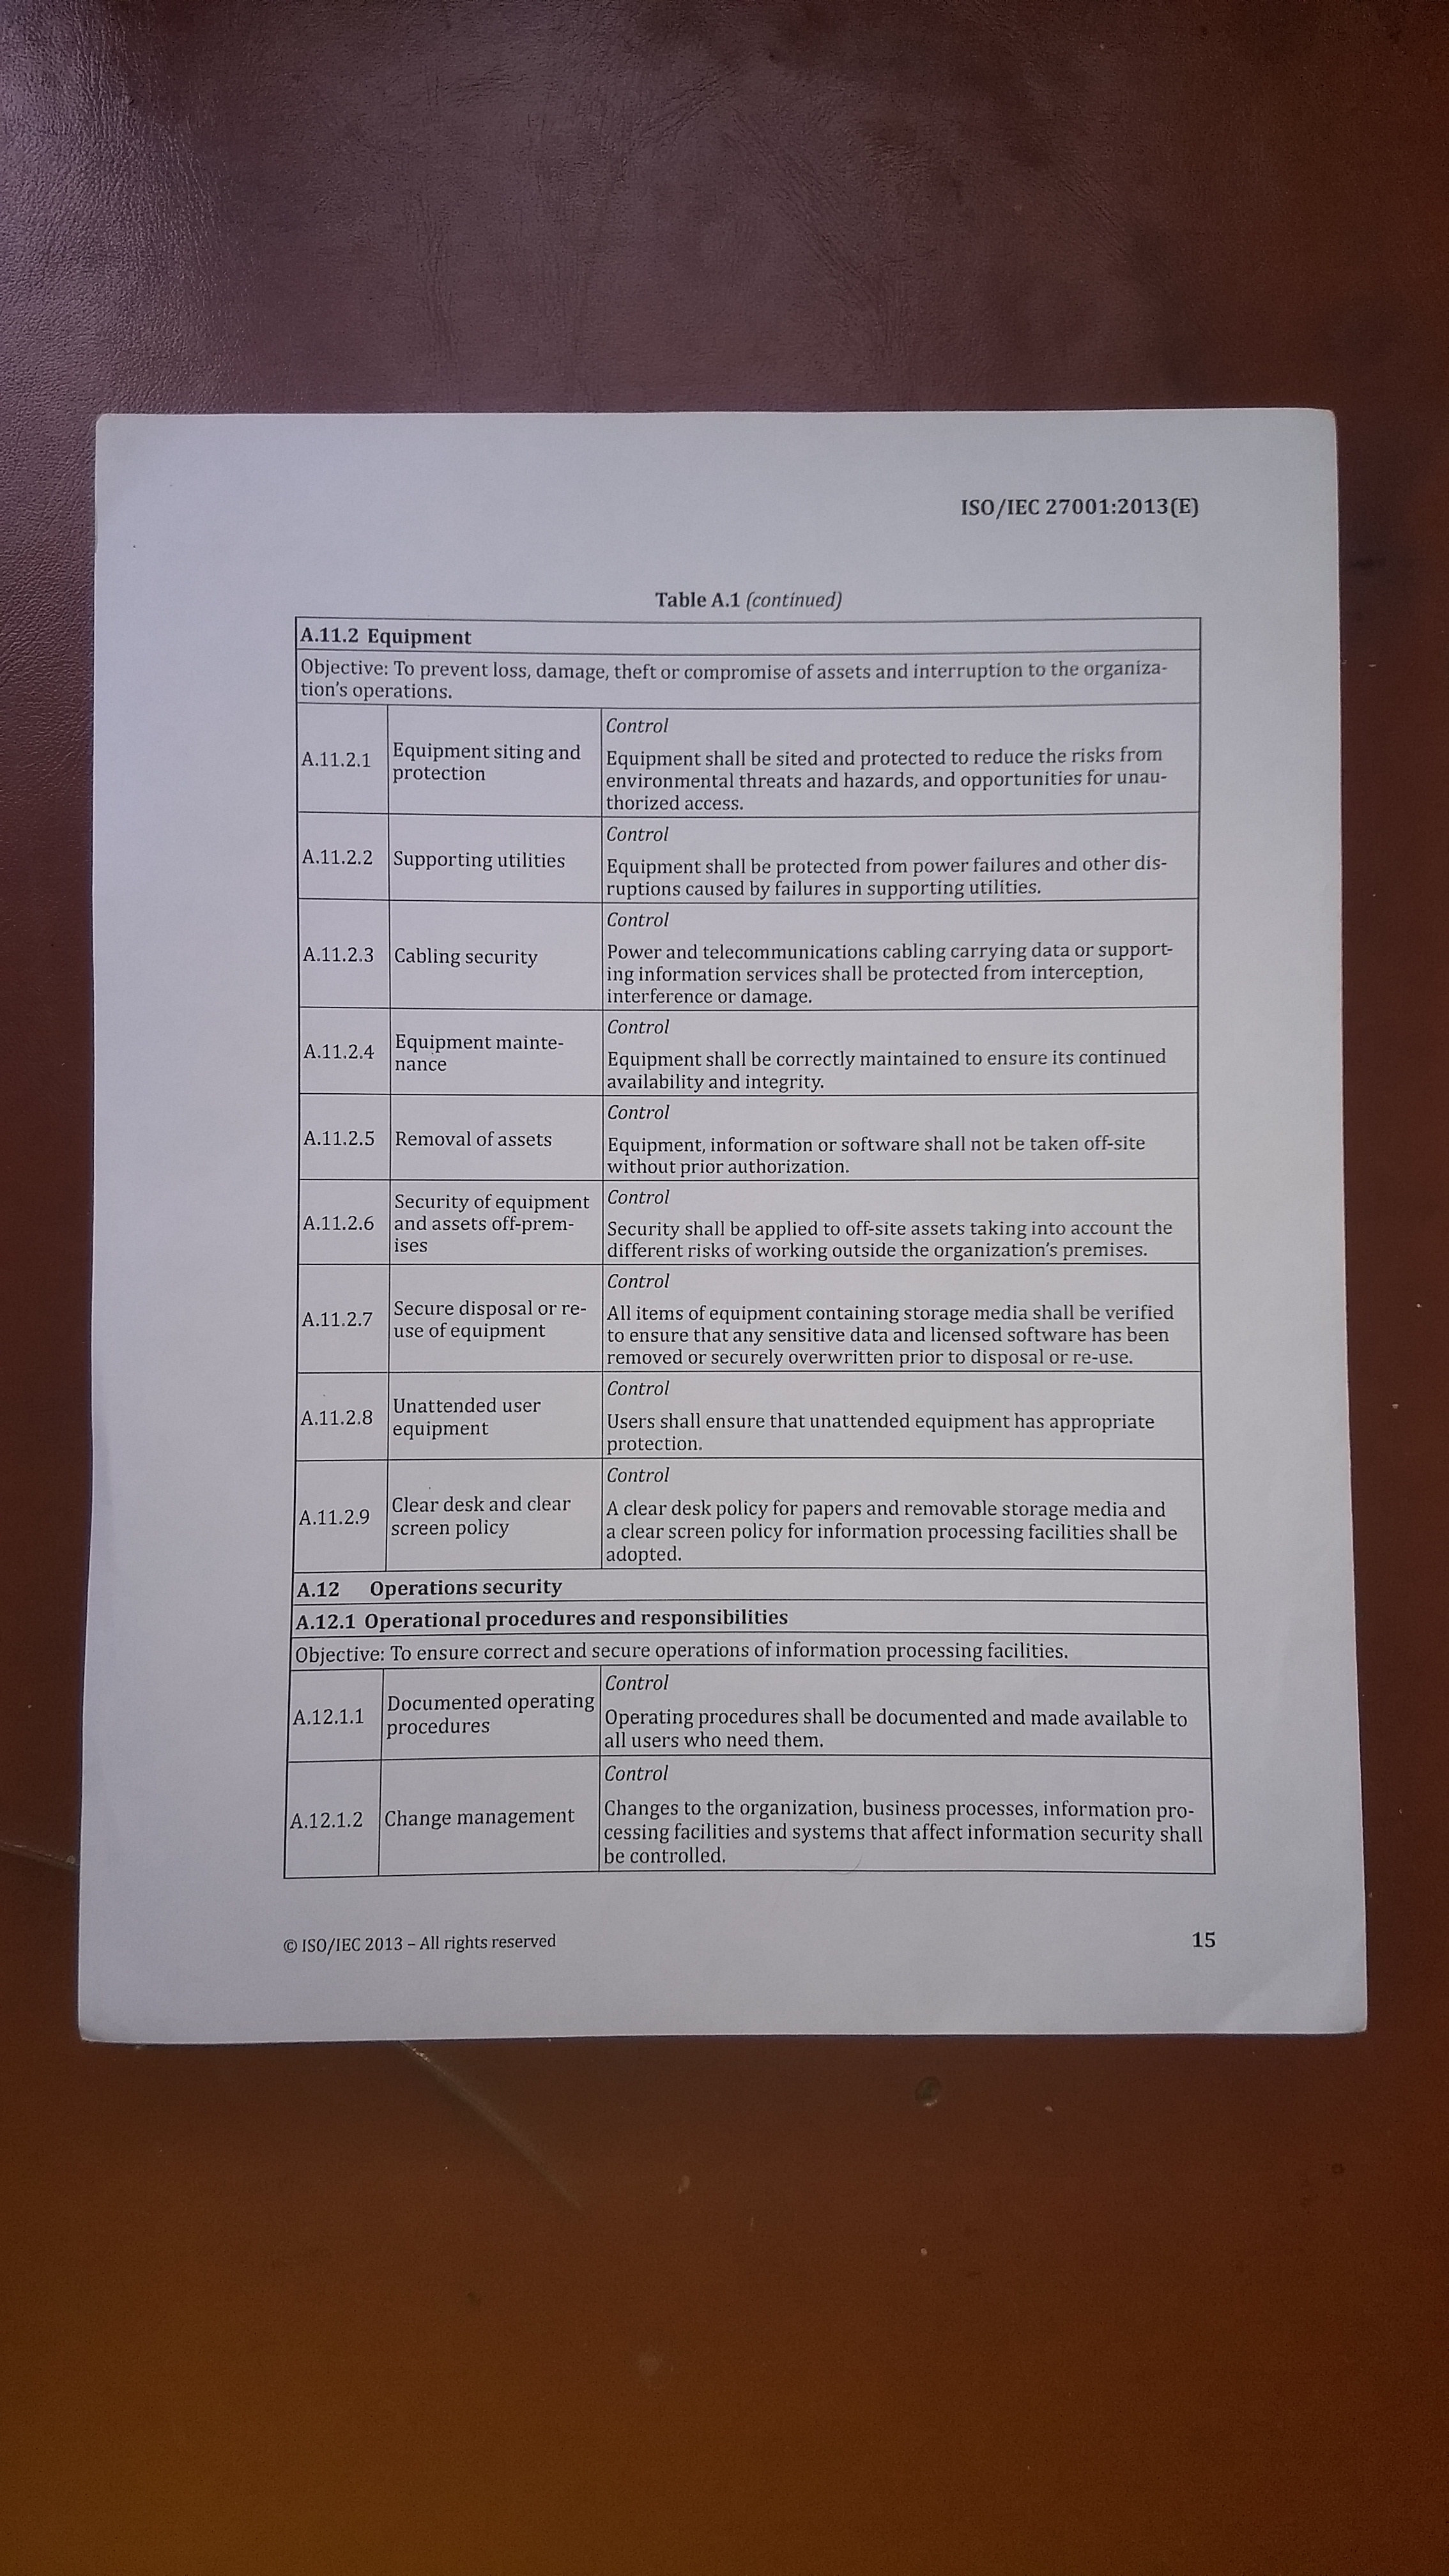 ISO/IEC 27001:2013(E)
Table A.1 (continued)
A.11.2 Equipment
Objective: To prevent loss, damage, theft or compromise of assets and interruption to the organiza-
tion's operations.
A.11.2.1
Equipment siting and
protection
Control
Equipment shall be sited and protected to reduce the risks from
environmental threats and hazards, and opportunities for unau-
thorized access.
A.11.2.2
Supporting utilities
Control
Equipment shall be protected from power failures and other dis-
ruptions caused by failures in supporting utilities.
A.11.2.3
Cabling security
Control
Power and telecommunications cabling carrying data or support-
ing information services shall be protected from interception,
interference or damage.
A.11.2.4
Equipment mainte-
nance
Control
Equipment shall be correctly maintained to ensure its continued
availability and integrity.
A.11.2.5
Removal of assets
Control
Equipment, information or software shall not be taken off-site
without prior authorization.
A.11.2.6
Security of equipment
and assets off-prem-
ises
Control
Security shall be applied to off-site assets taking into account the
different risks of working outside the organization's premises.
A.11.2.7
Secure disposal or re-
use of equipment
Control
All items of equipment containing storage media shall be verified
to ensure that any sensitive data and licensed software has been
removed or securely overwritten prior to disposal or re-use.
A.11.2.8
Unattended user
equipment
Control
Users shall ensure that unattended equipment has appropriate
protection.
A.11.2.9
Clear desk and clear
screen policy
Control
A clear desk policy for papers and removable storage media and
a clear screen policy for information processing facilities shall be
adopted.
A.12 Operations security
A.12.1 Operational procedures and responsibilities
Objective: To ensure correct and secure operations of information processing facilities.
A.12.1.1
Documented operating
procedures
Control
Operating procedures shall be documented and made available to
all users who need them.
A.12.1.2
Change management
Control
Changes to the organization, business processes, information pro-
cessing facilities and systems that affect information security shall
be controlled.
© ISO/IEC 2013 – All rights reserved
15